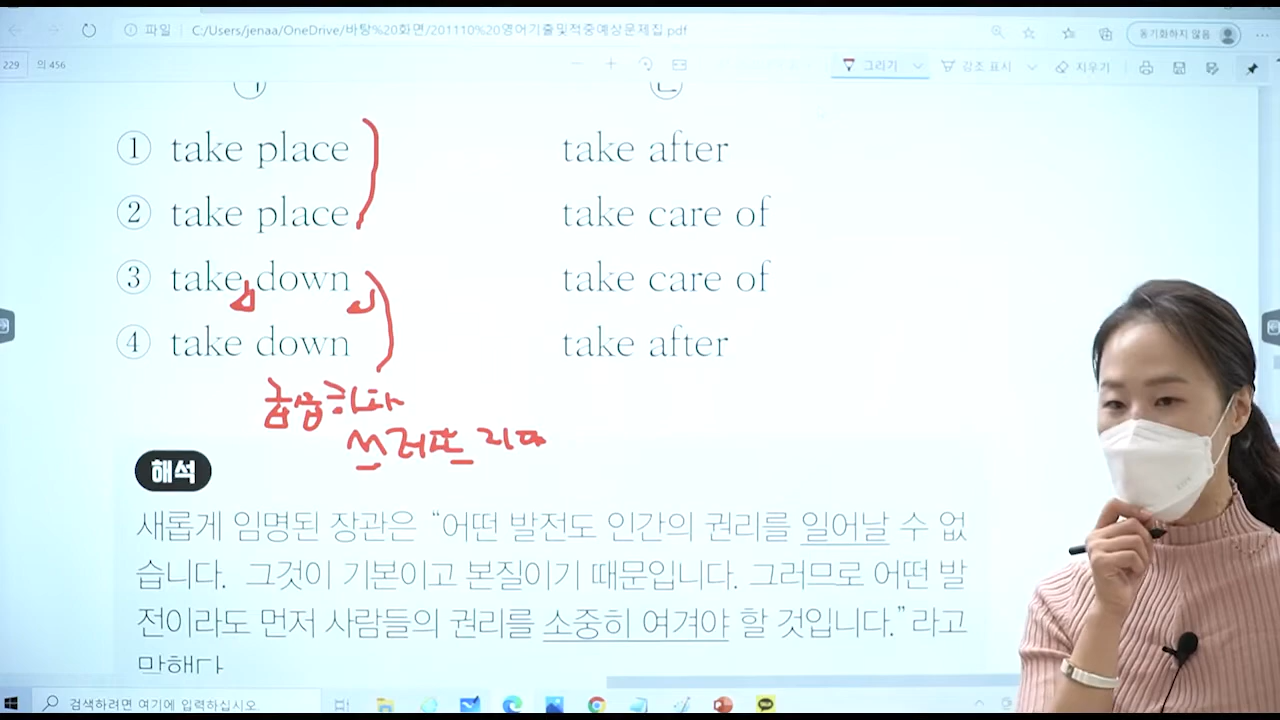 파일 C:/Users/jenaa/OneDrive/바탕%20화면/201110%20영어기출및적중예상문제집.pdf 동기화하지 않음
229 의 456 그리기 강조 표시 지우기
① take place take after
② take place take care of
③ take down take care of
④ take down take after
쓰러뜨리다
해석
새롭게 임명된 장관은 “어떤 발전도 인간의 권리를 일어날 수 없
습니다. 그것이 기본이고 본질이기 때문입니다. 그러므로 어떤 발
전이라도 먼저 사람들의 권리를 소중히 여겨야 할 것입니다.”라고
말했다
검색하려면 여기에 입력하십시오.